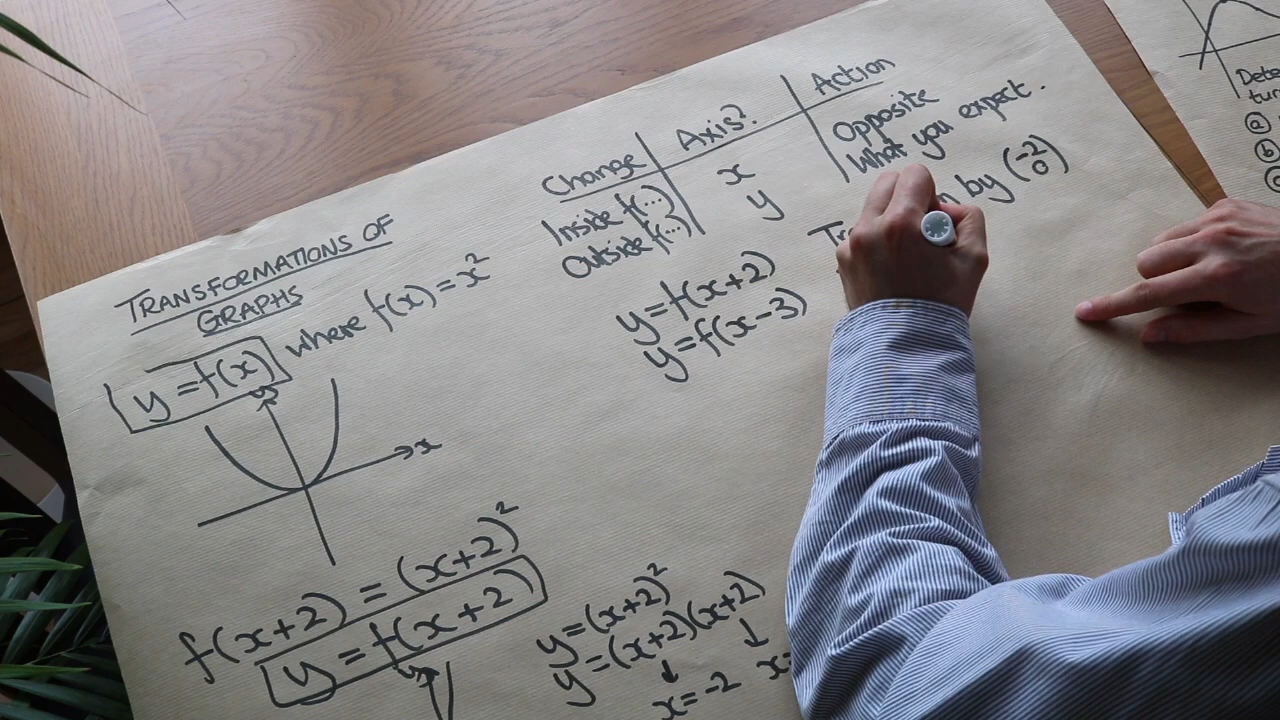 TRANSFORMATIONS OF
GRAPHS
y = f(x) where f(x) = x²
y
x
f(x+2) = (x+2)²
y = f(x+2)
y
y = (x+2)²
y = (x+2)(x+2)
↓ ↓
x = -2 x =
Change Axis? Action
Inside f(...) x Opposite
Outside f(...) y What you expect.
y = f(x+2) by (-2 0)
y = f(x-3)
(a)
(b)